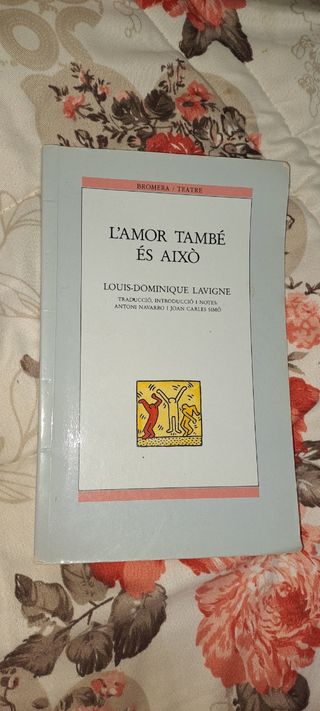 BROMERA / TEATRE
L'AMOR TAMBÉ
ÉS AIXÒ
LOUIS-DOMINIQUE LAVIGNE
TRADUCCIÓ, INTRODUCCIÓ I NOTES:
ANTONI NAVARRO I JOAN CARLES SIMÓ